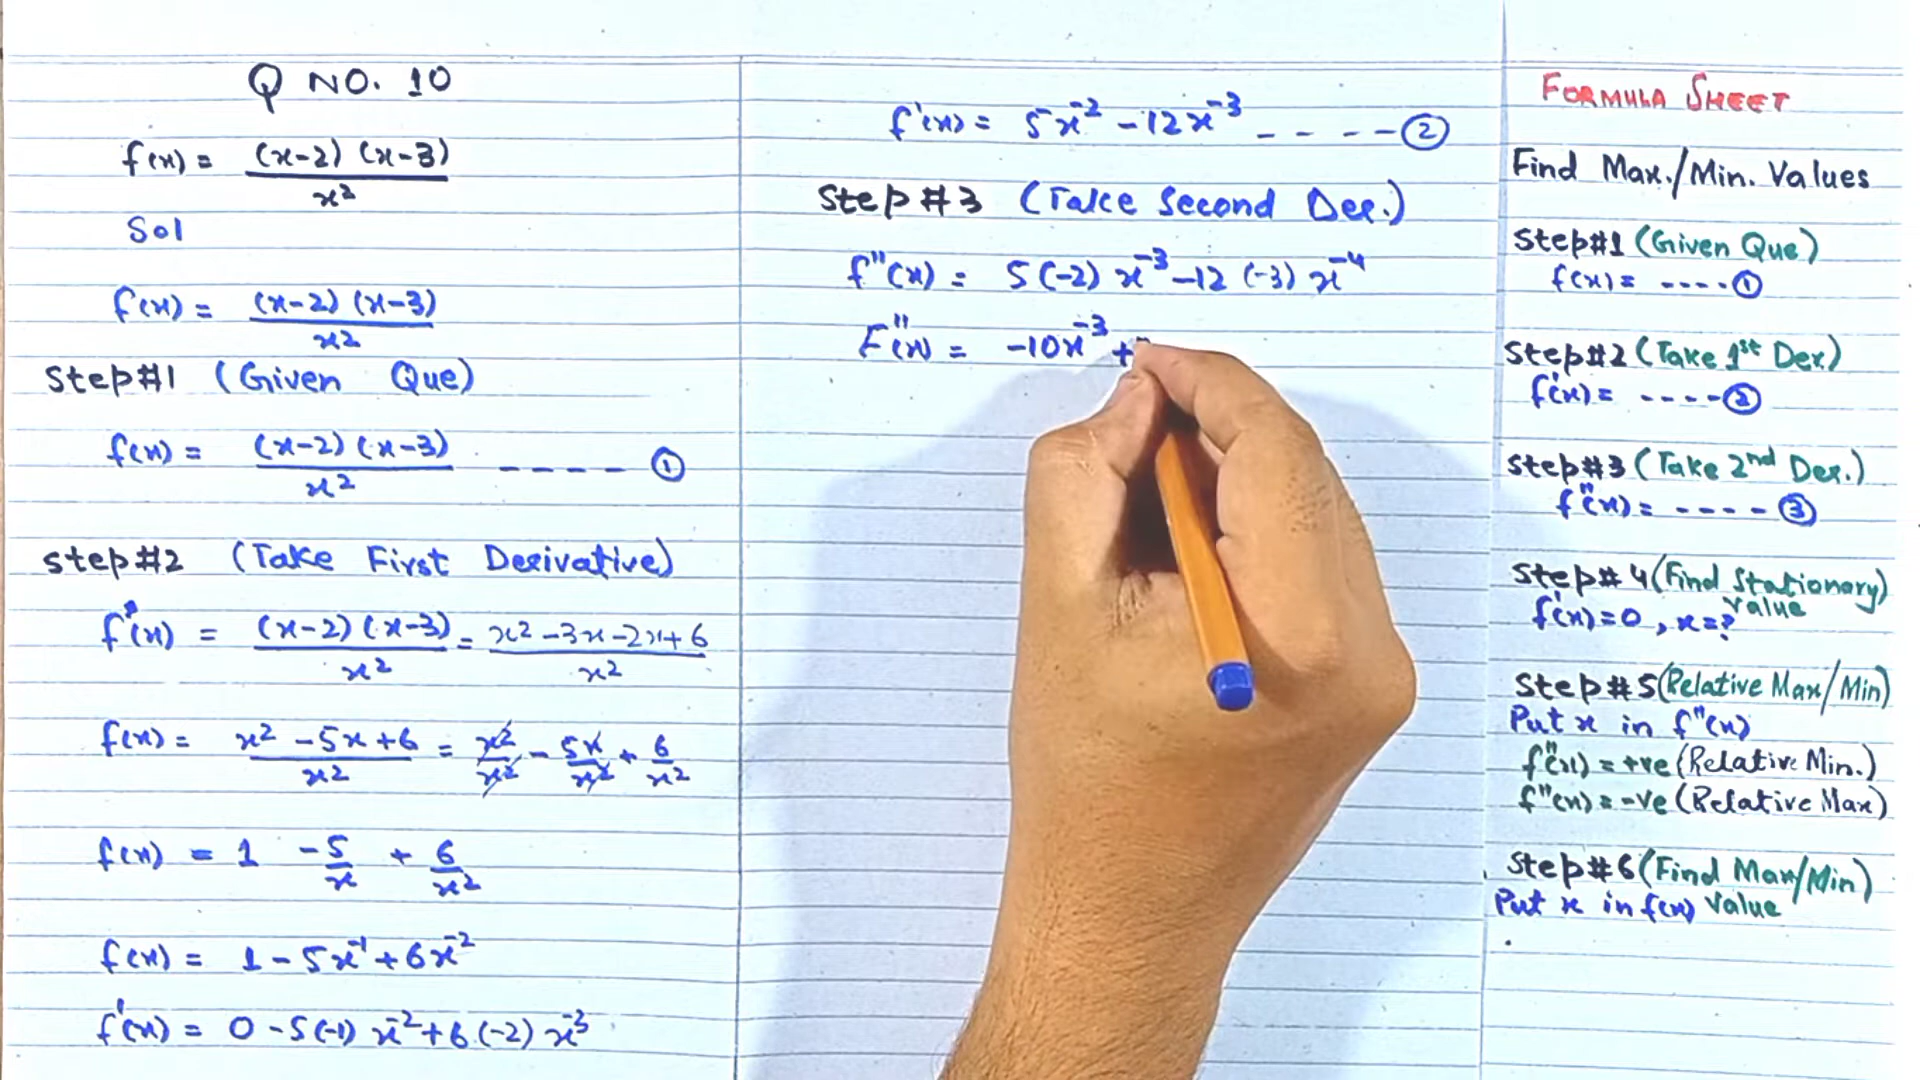 Q NO. 10
f(x) = (x-2) (x-3) / x²
Sol
f(x) = (x-2) (x-3) / x²
Step#1 (Given Que)
f(x) = (x-2) (x-3) / x² ---- ①
Step#2 (Take First Derivative)
f(x) = (x-2) (x-3) / x² = x² -3x -2x + 6 / x²
f(x) = x² -5x +6 / x² = x²/x² - 5x/x² + 6/x²
f(x) = 1 -5/x + 6/x²
f(x) = 1 - 5x⁻¹ + 6x⁻²
f'(x) = 0 -5(-1) x⁻² + 6 (-2) x⁻³
f'(x) = 5x⁻² -12x⁻³ ---- ②
Step#3 (Take Second Der.)
f"(x) = 5 (-2) x⁻³ -12 (-3) x⁻⁴
F"(x) = -10x⁻³ +
FORMULA SHEET
Find Max./Min. Values
Step#1 (Given Que)
f(x) = ---- ①
Step#2 (Take 1st Der.)
f'(x) = ---- ②
Step#3 (Take 2nd Der.)
f"(x) = ---- ③
Step#4 (Find Stationary)
Value
f'(x)=0, x=?
Step#5 (Relative Max/Min)
Put x in f"(x)
f"(x) = +ve (Relative Min.)
f"(x) = -ve (Relative Max)
Step#6 (Find Max/Min)
Put x in f(x) Value